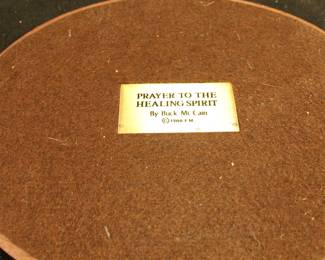 PRAYER TO THE
HEALING SPIRIT
By Buck Mc Cain